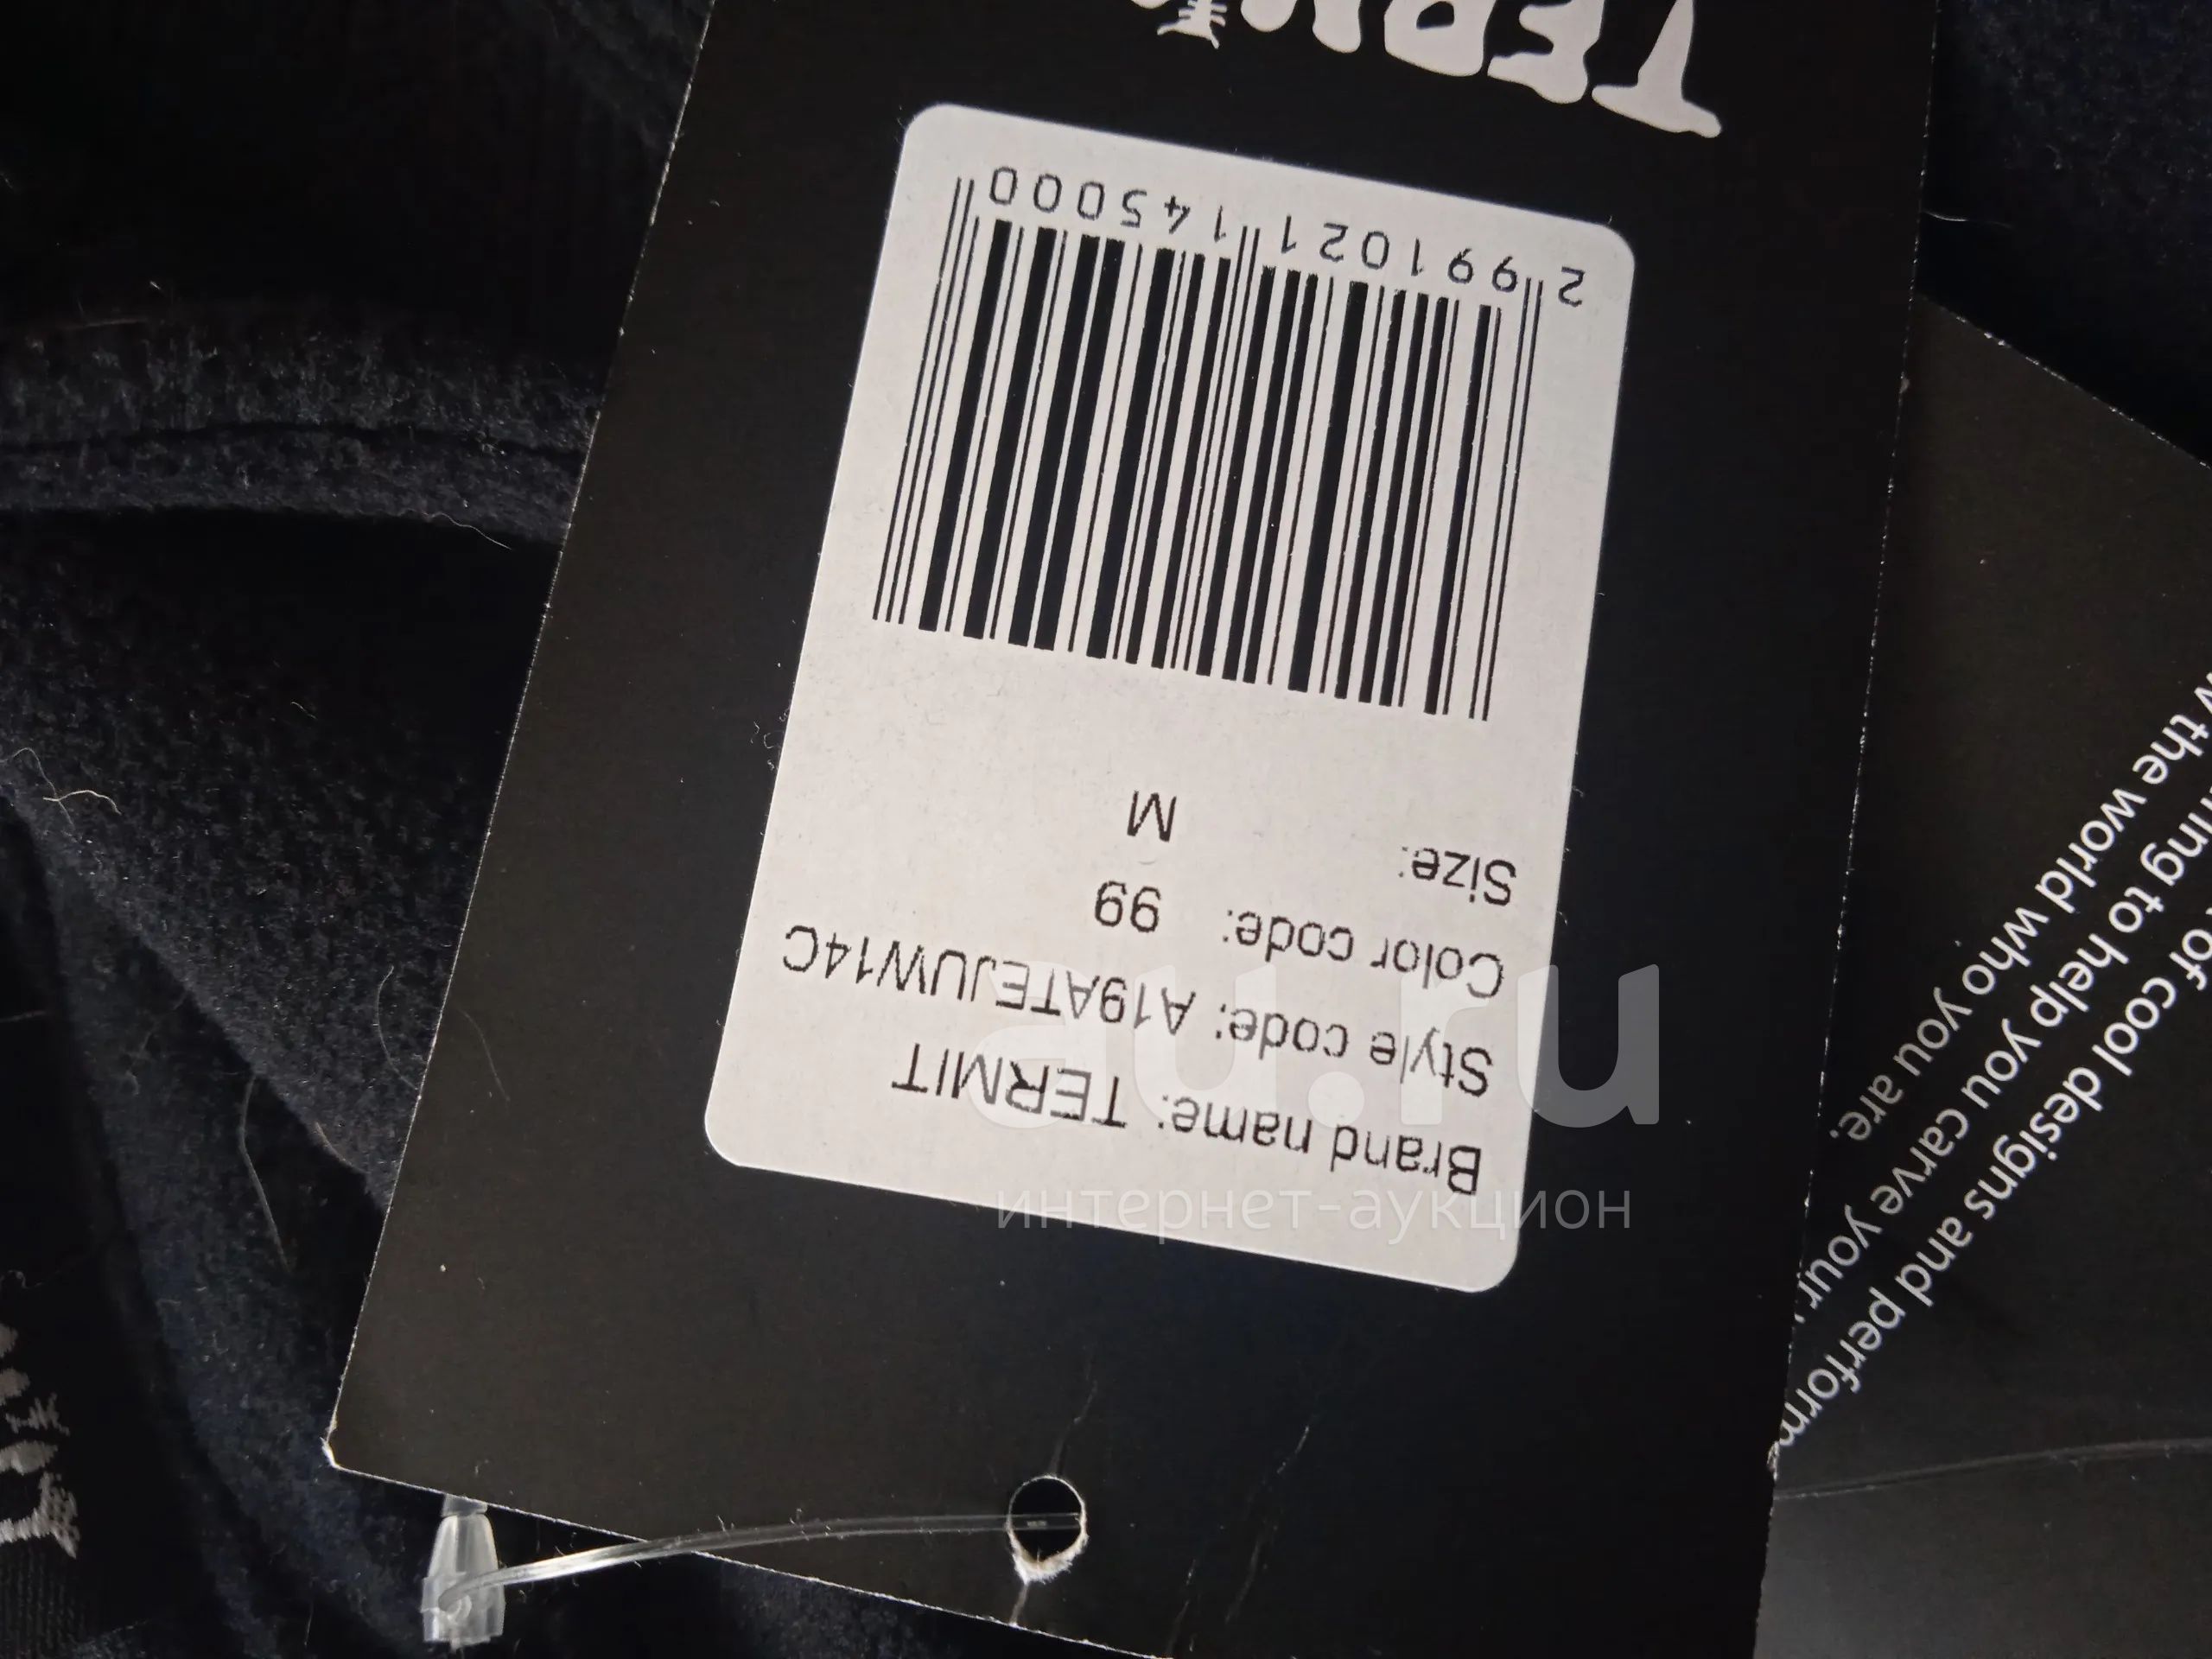 Brand name: TERMIT
Style code: A19ATEJUW14C
Color code: 99
Size: M
2 991021 145000
of cool designs and perform
ring to help you carve your
w the world who you are.
au.ru
интернет-аукцион